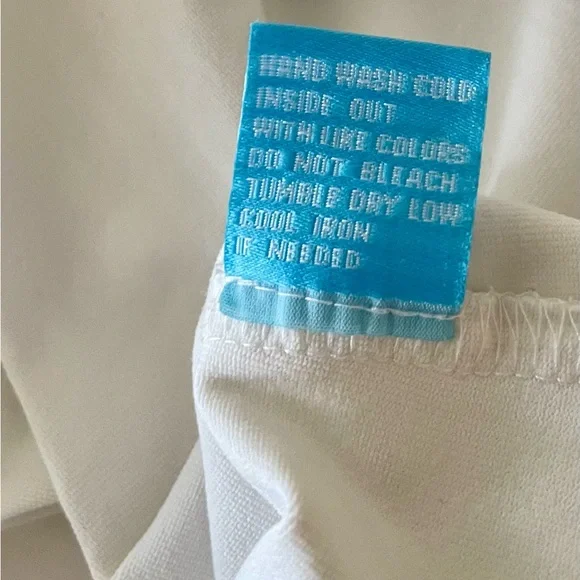 HAND WASH COLD
INSIDE OUT
WITH LIKE COLORS
DO NOT BLEACH
TUMBLE DRY LOW
COOL IRON
IF NEEDED